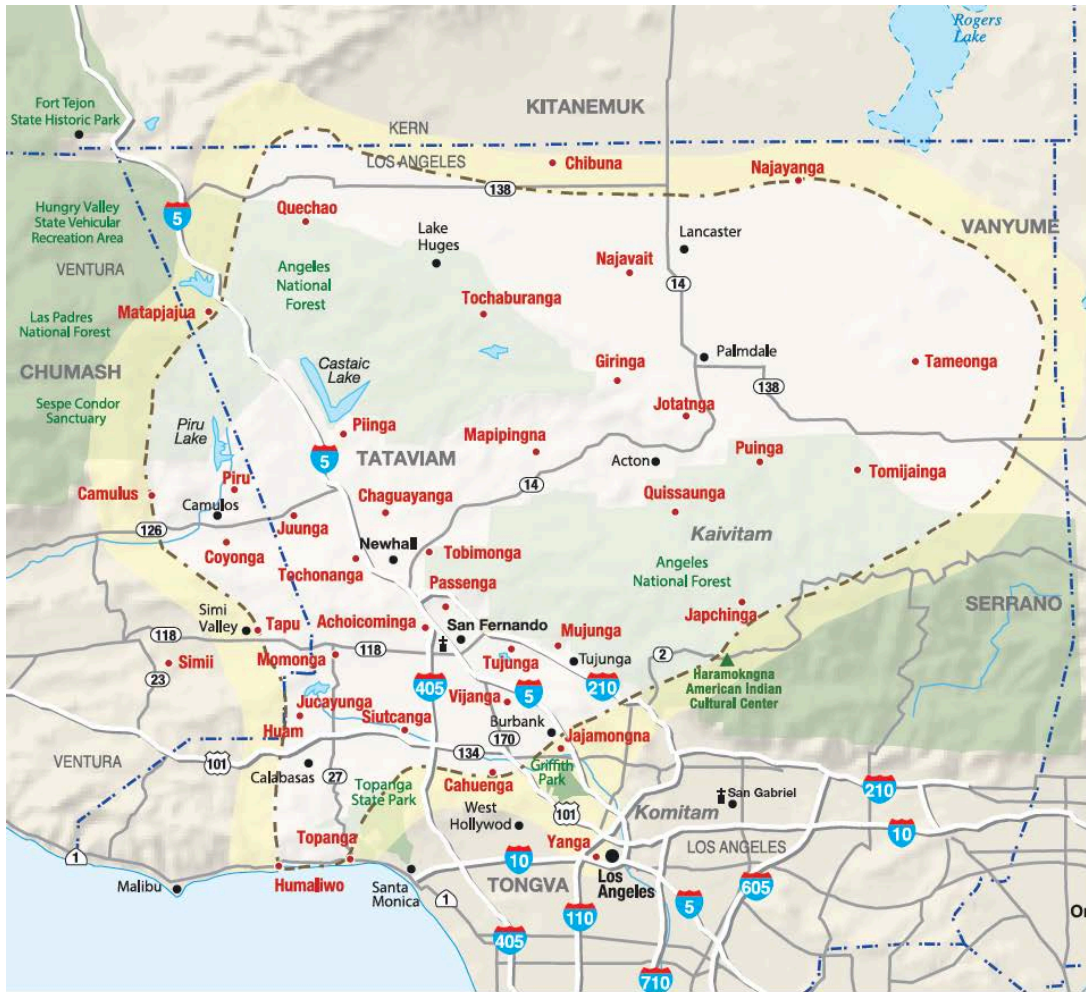 Rogers
Lake
Fort Tejon
State Historic Park
KITANEMUK
KERN
LOS ANGELES
Chibuna
Najayanga
138
Hungry Valley
State Vehicular
Recreation Area
5
Quechao
Lake
Huges
Lancaster
VANYUME
VENTURA
Angeles
National
Forest
Najavait
14
Tochaburanga
Matapjajua
Las Padres
National Forest
CHUMASH
Sespe Condor
Sanctuary
Castaic
Lake
Giringa
Palmdale
Tameonga
138
Jotatnga
Piru
Lake
Piinga
Mapipingna
5
TATAVIAM
Acton
Puinga
Tomijainga
Piru
Camulus
Camulos
14
Chaguayanga
Quissaunga
126
Juunga
Kaivitam
Coyonga
Newhall
Tobimonga
Tochonanga
Passenga
Angeles
National Forest
Simi
Valley
Tapu
Achoicominga
San Fernando
Japchinga
SERRANO
118
Mujunga
Simii
23
Momonga
118
Tujunga
Tujunga
2
Haramokngna
American Indian
Cultural Center
405
5
210
Jucayunga
Vijanga
Huam
Siutcanga
Burbank
170
VENTURA
101
134
Jajamongna
Calabasas
27
Topanga
State Park
Cahuenga
Griffith
Park
San Gabriel
210
West
Hollywod
101
Komitam
10
Topanga
Yanga
LOS ANGELES
1
10
Malibu
Humaliwo
Santa
Monica
1
TONGVA
Los
Angeles
605
5
110
405
710
Or